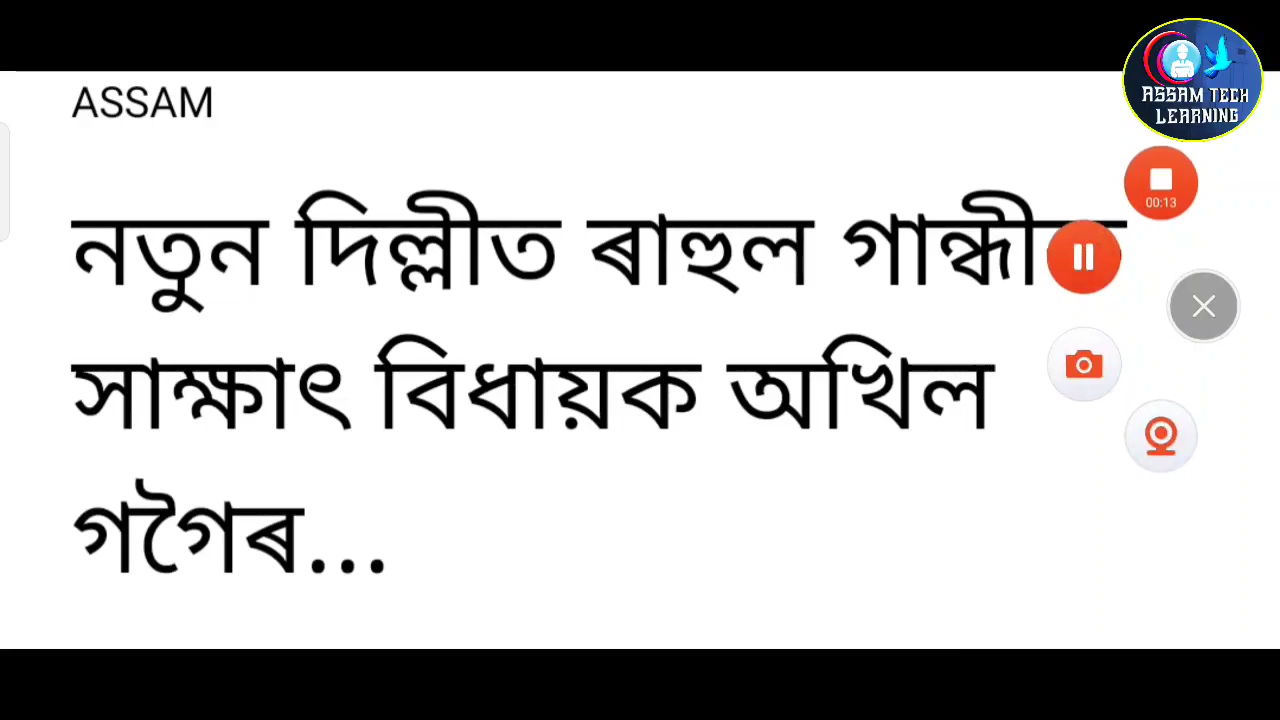 ASSAM TECH
LEARNING
ASSAM
00:13
নতুন দিল্লীত ৰাহুল
সাক্ষাৎ বিধায়ক অখিল
গগৈৰ...